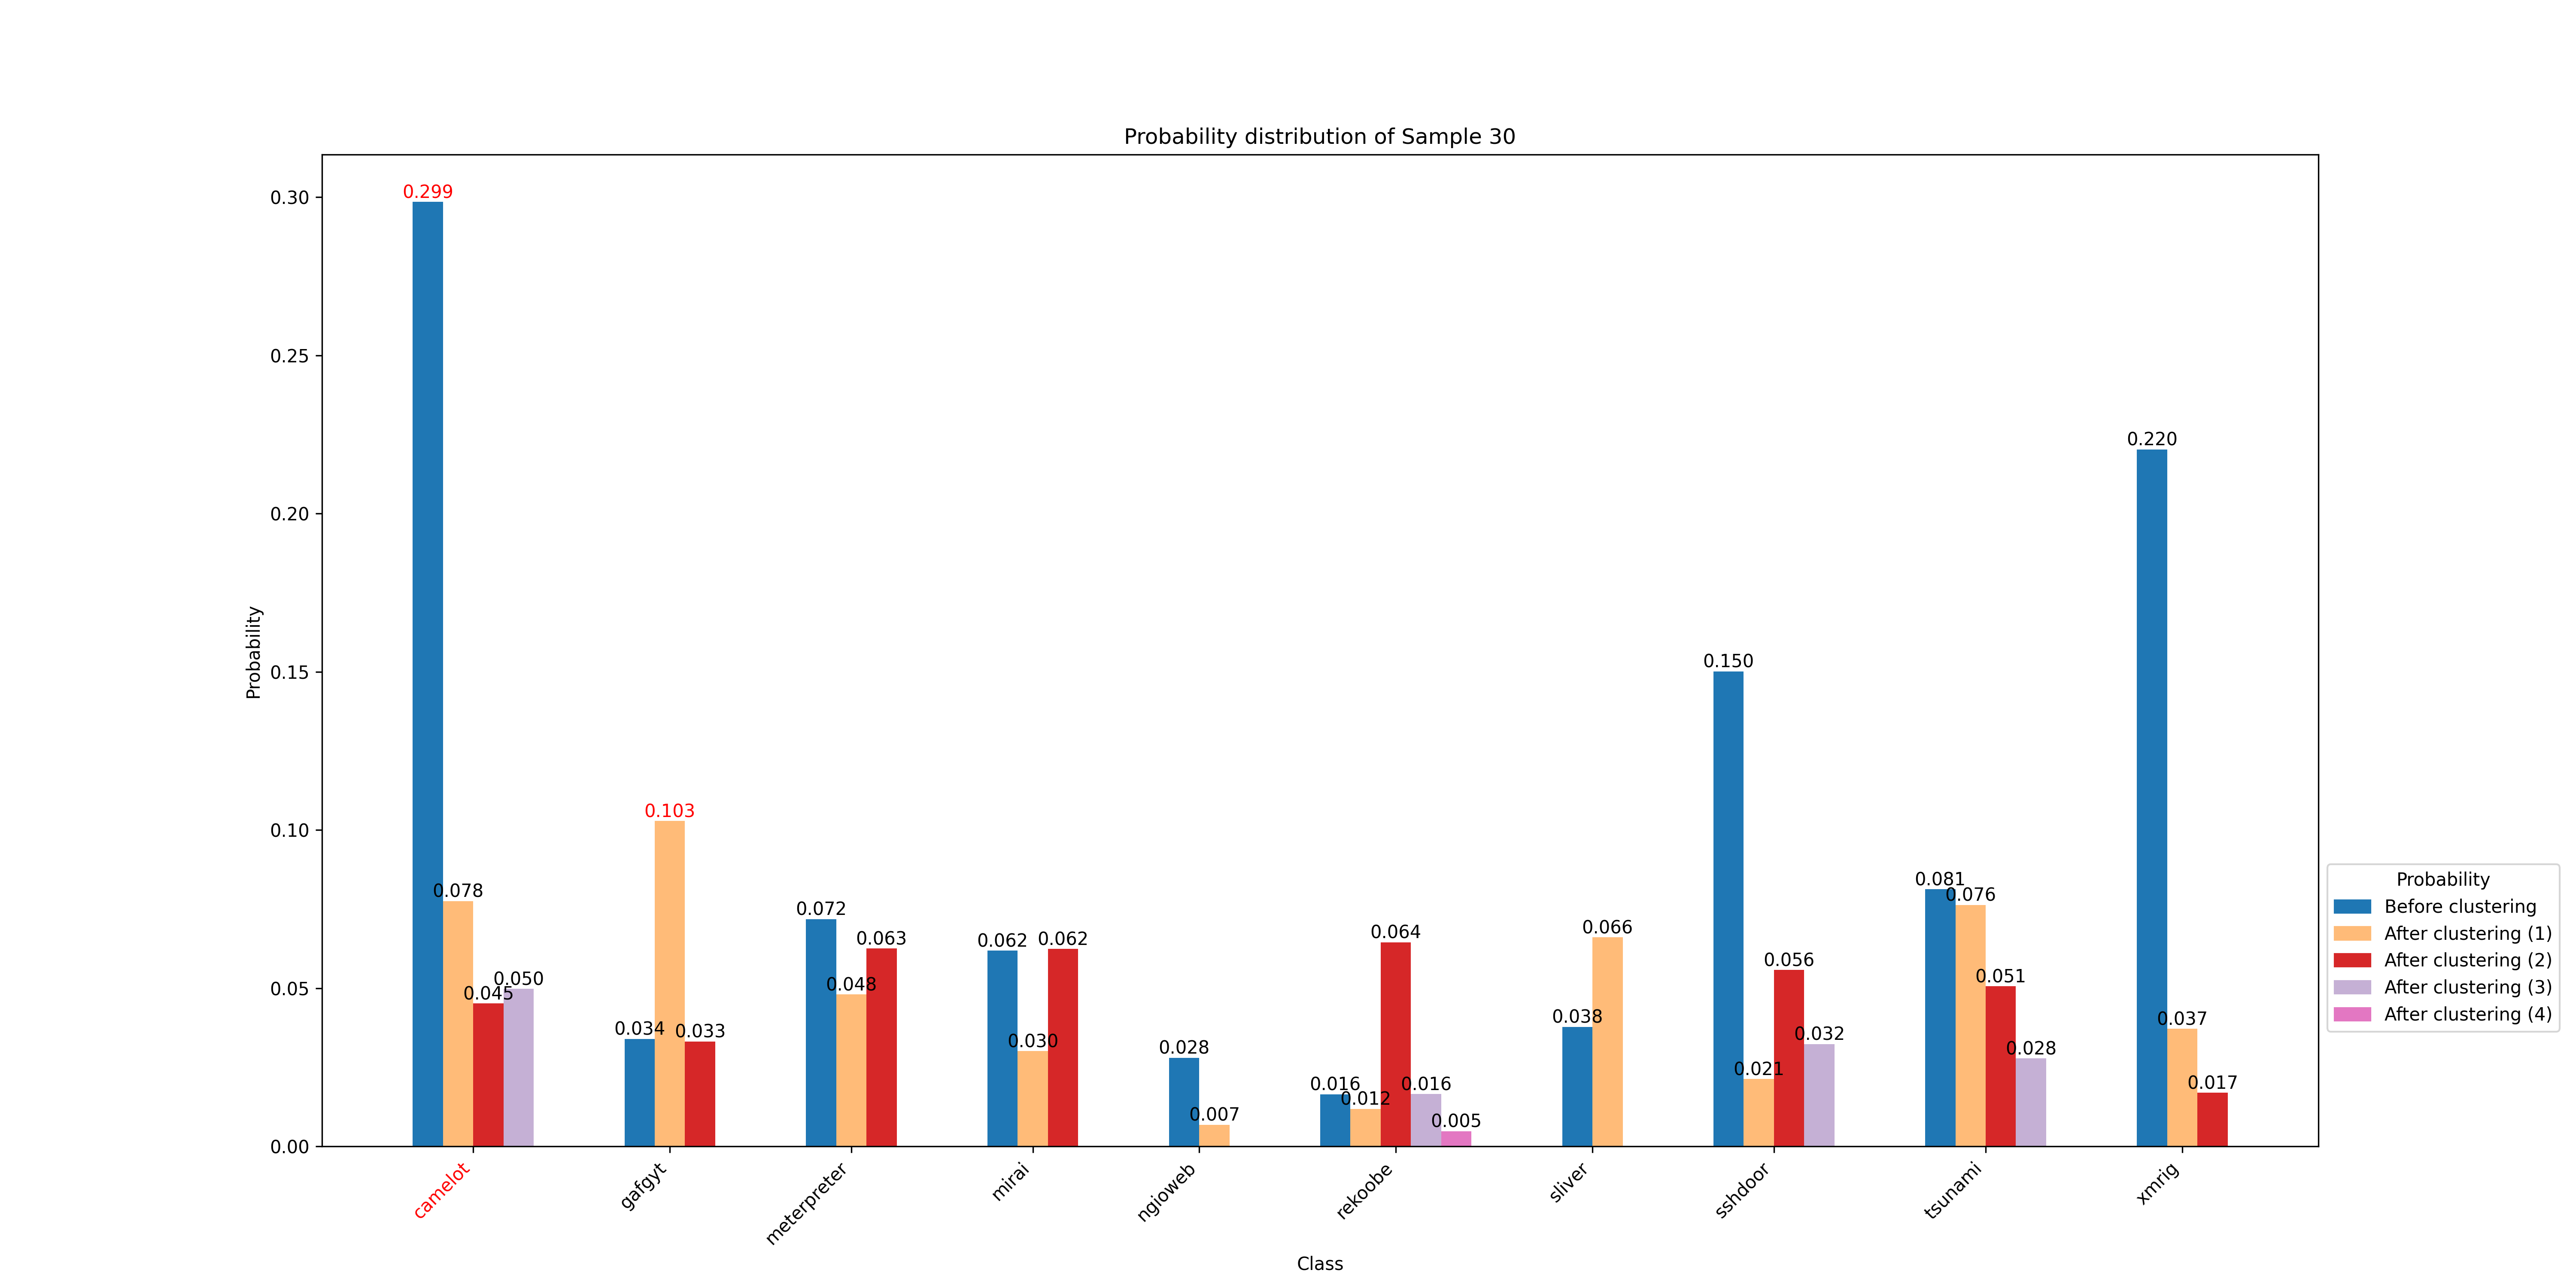 Probability distribution of Sample 30
0.30
0.25
0.20
0.15
0.10
0.05
0.00
Probability
0.299
0.078
0.045
0.050
0.034
0.103
0.033
0.072
0.048
0.063
0.062
0.030
0.062
0.028
0.007
0.016
0.012
0.064
0.016
0.005
0.038
0.066
0.150
0.021
0.056
0.032
0.081
0.076
0.051
0.028
0.220
0.037
0.017
camelot
gafgyt
meterpreter
mirai
ngioweb
rekoobe
sliver
sshdoor
tsunami
xmrig
Class
Probability
Before clustering
After clustering (1)
After clustering (2)
After clustering (3)
After clustering (4)